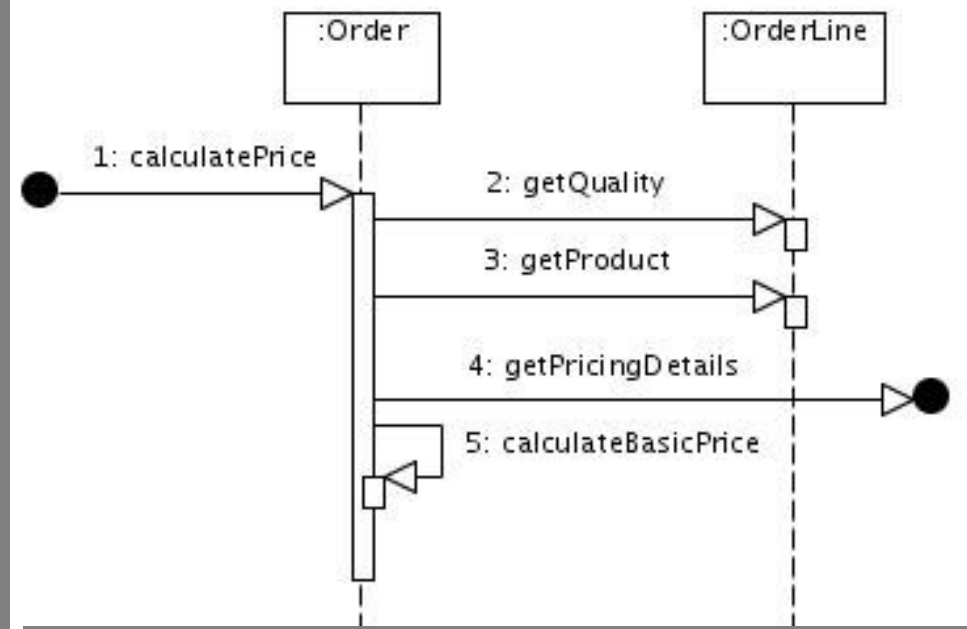 :Order
:OrderLine
1: calculatePrice
2: getQuality
3: getProduct
4: getPricingDetails
5: calculateBasicPrice